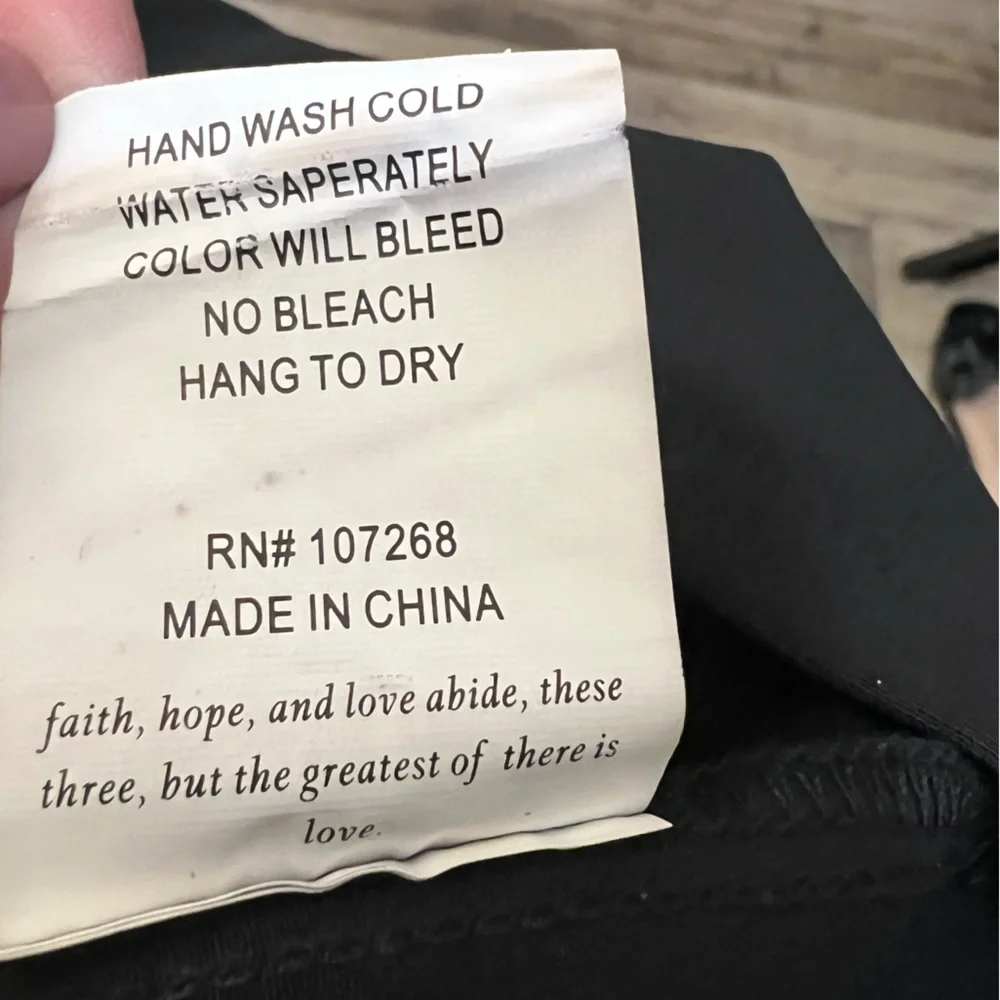 HAND WASH COLD
WATER SAPERATELY
COLOR WILL BLEED
NO BLEACH
HANG TO DRY
RN# 107268
MADE IN CHINA
faith, hope, and love abide, these
three, but the greatest of there is
love.